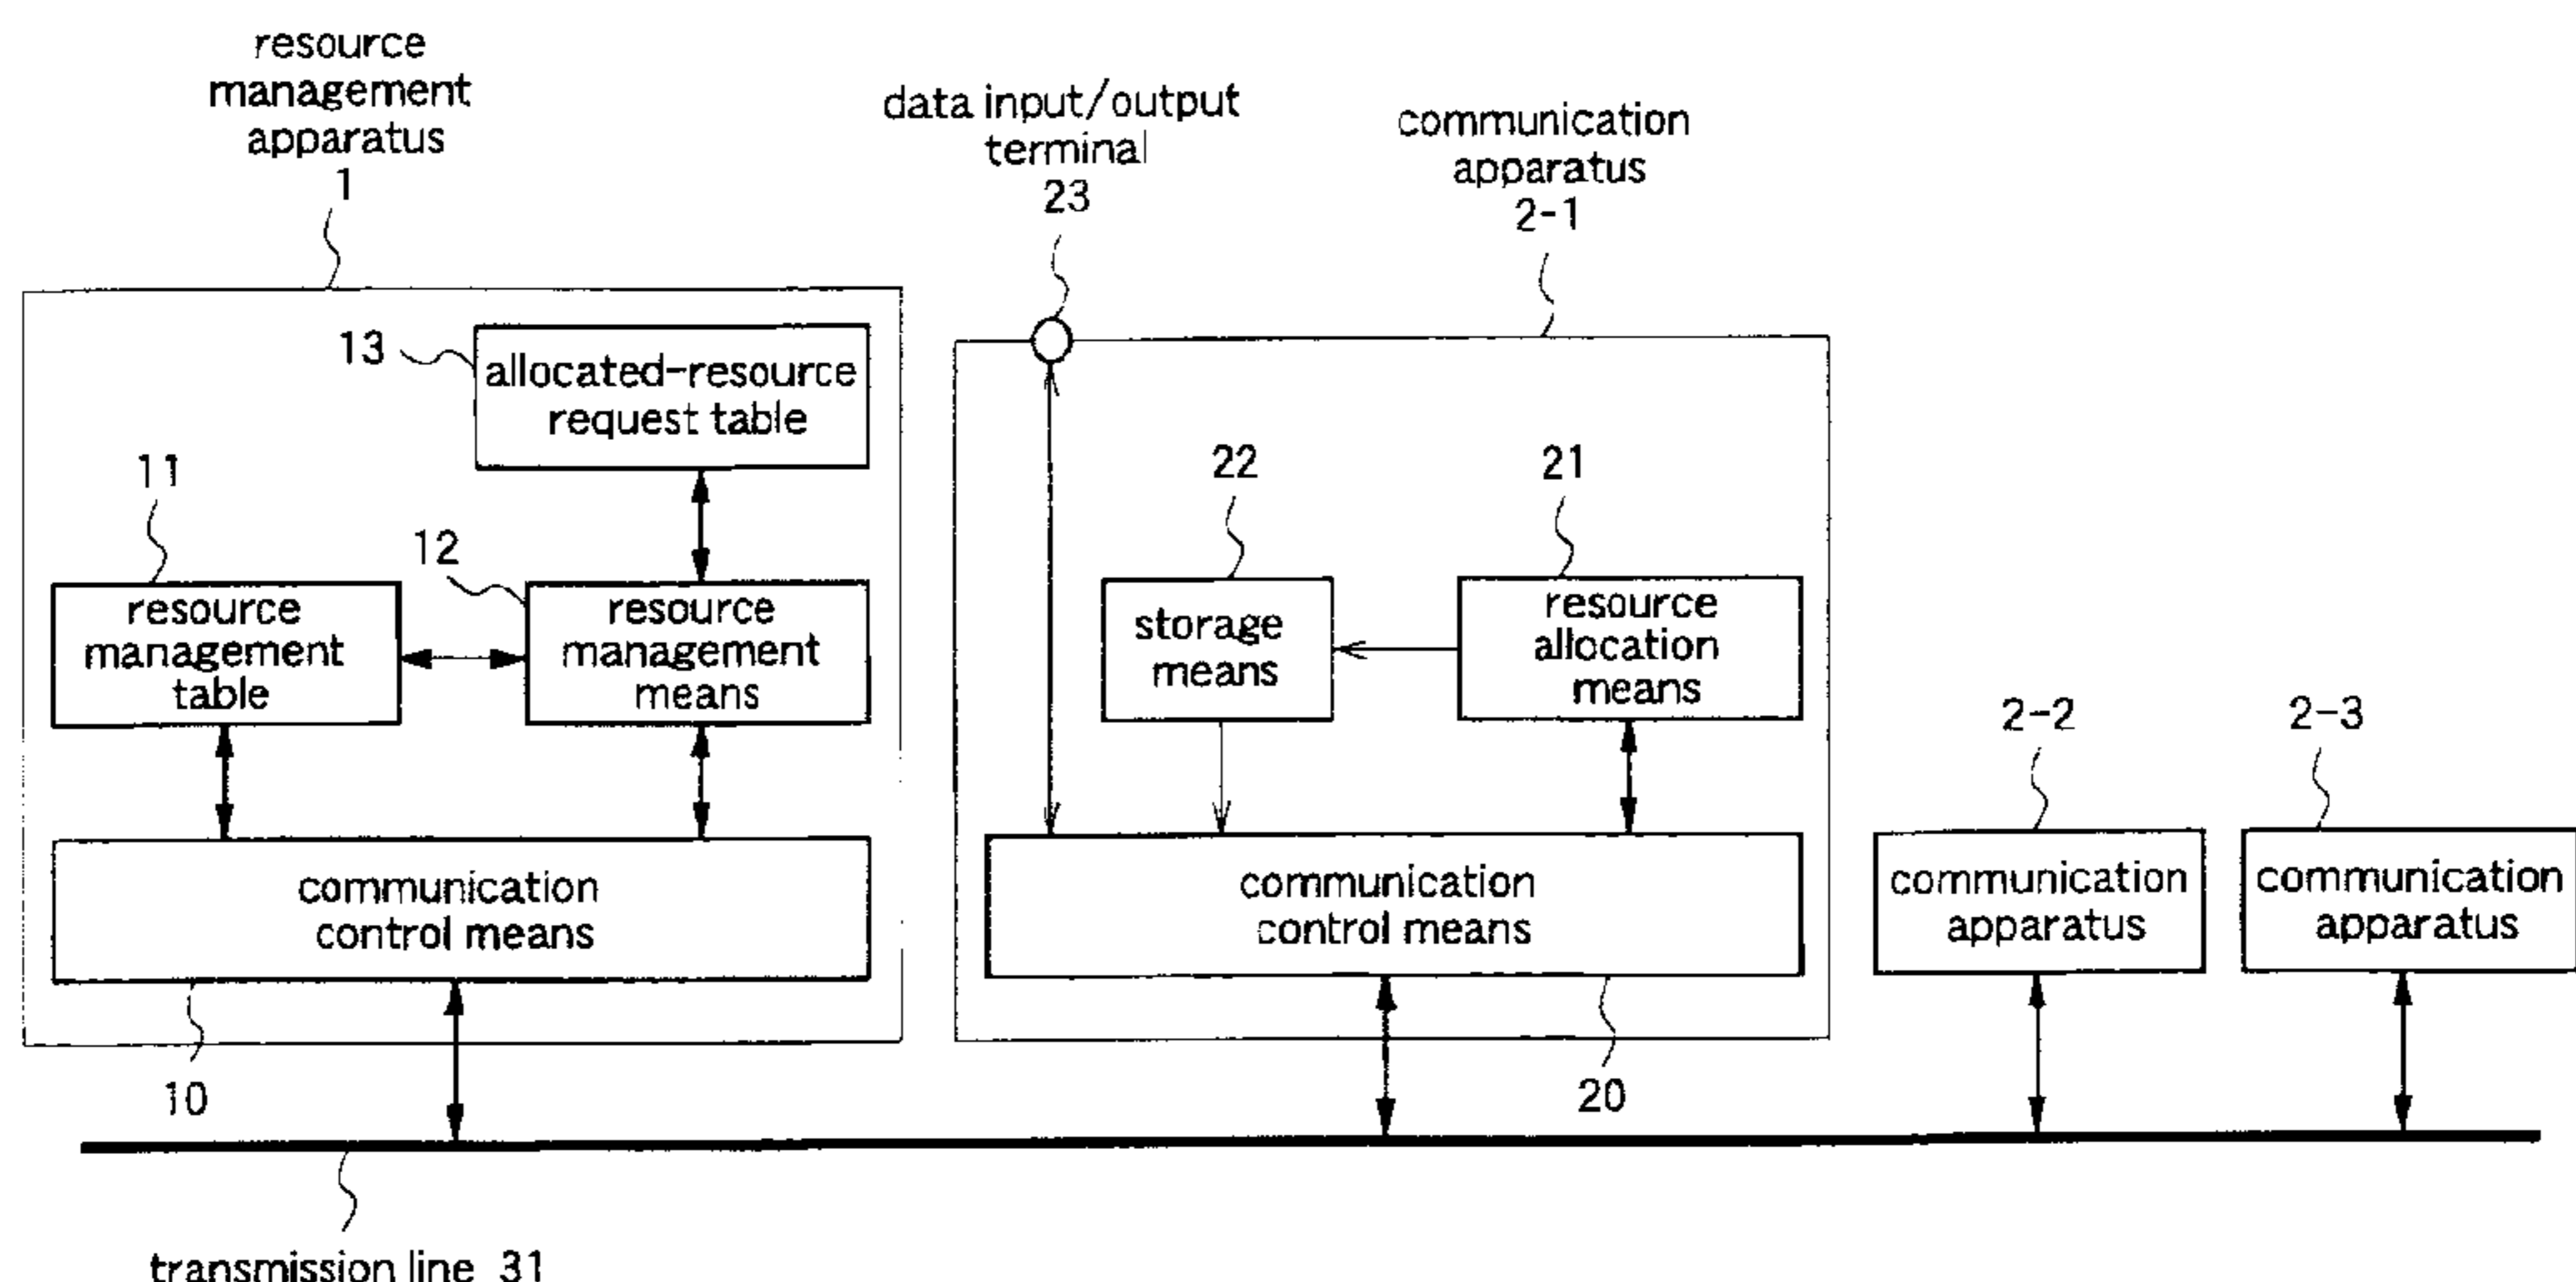 resource
management
apparatus
1
data input/output
terminal
23
communication
apparatus
2-1
13
allocated-resource
request table
11
12
resource
management
table
resource
management
means
communication
control means
10
22
21
storage
means
resource
allocation
means
communication
control means
20
2-2
communication
apparatus
2-3
communication
apparatus
transmission line 31